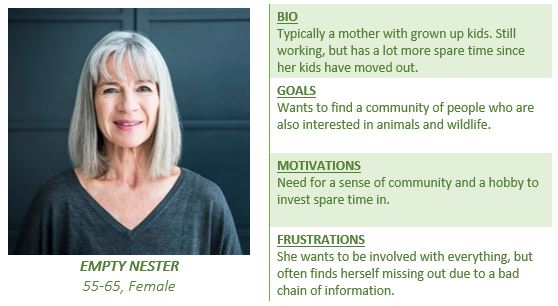 BIO
Typically a mother with grown up kids. Still
working, but has a lot more spare time since
her kids have moved out.
GOALS
Wants to find a community of people who are
also interested in animals and wildlife.
MOTIVATIONS
Need for a sense of community and a hobby to
invest spare time in.
FRUSTRATIONS
She wants to be involved with everything, but
often finds herself missing out due to a bad
chain of information.
EMPTY NESTER
55-65, Female